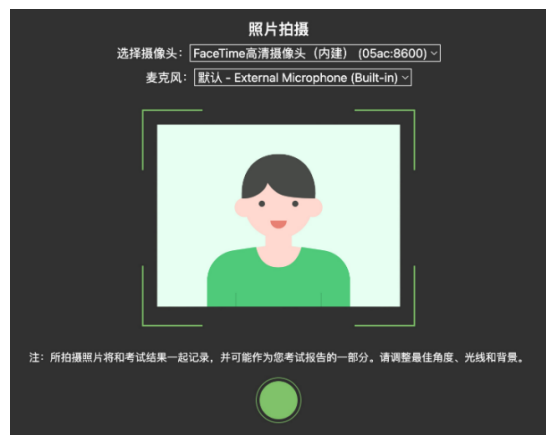 照片拍摄
选择摄像头： FaceTime高清摄像头（内建） (05ac:8600)
麦克风： 默认 - External Microphone (Built-in)
注：所拍摄照片将和考试结果一起记录，并可能作为您考试报告的一部分。请调整最佳角度、光线和背景。